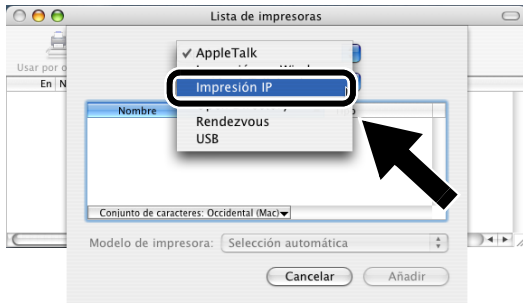 Lista de impresoras
Usar por
En N
✓ AppleTalk
Impresión IP
Rendezvous
USB
Nombre
Conjunto de caracteres: Occidental (Mac)
Modelo de impresora: Selección automática
Cancelar Añadir